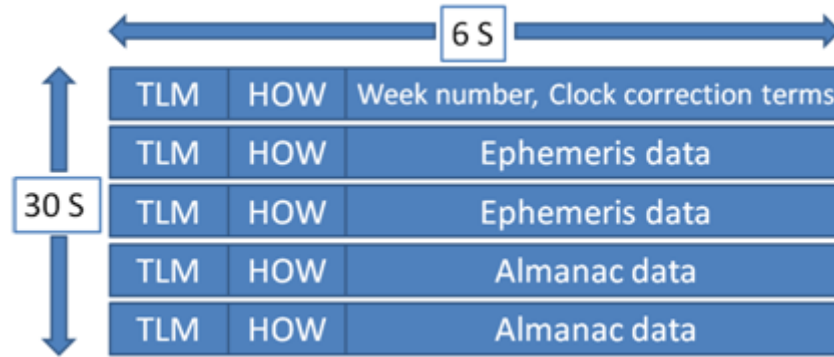 6 S
30 S
TLM HOW Week number, Clock correction terms
TLM HOW Ephemeris data
TLM HOW Ephemeris data
TLM HOW Almanac data
TLM HOW Almanac data